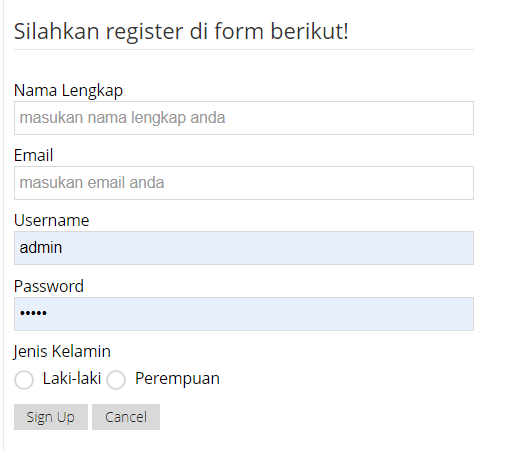 Silahkan register di form berikut!
Nama Lengkap
masukan nama lengkap anda
Email
masukan email anda
Username
admin
Password
•••••
Jenis Kelamin
Laki-laki Perempuan
Sign Up Cancel